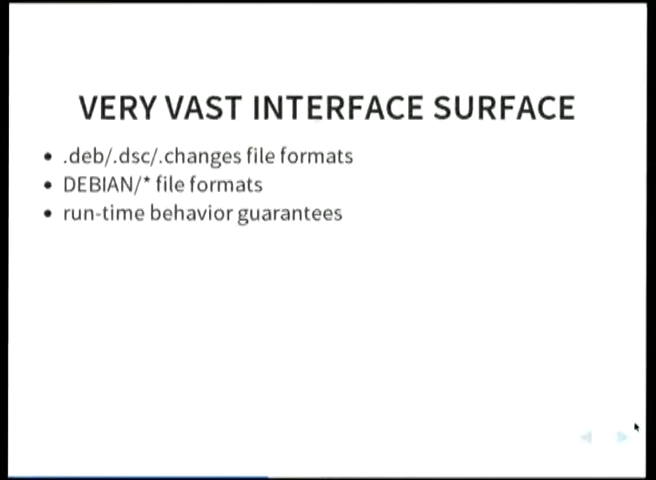 VERY VAST INTERFACE SURFACE
• .deb/.dsc/.changes file formats
• DEBIAN/* file formats
• run-time behavior guarantees